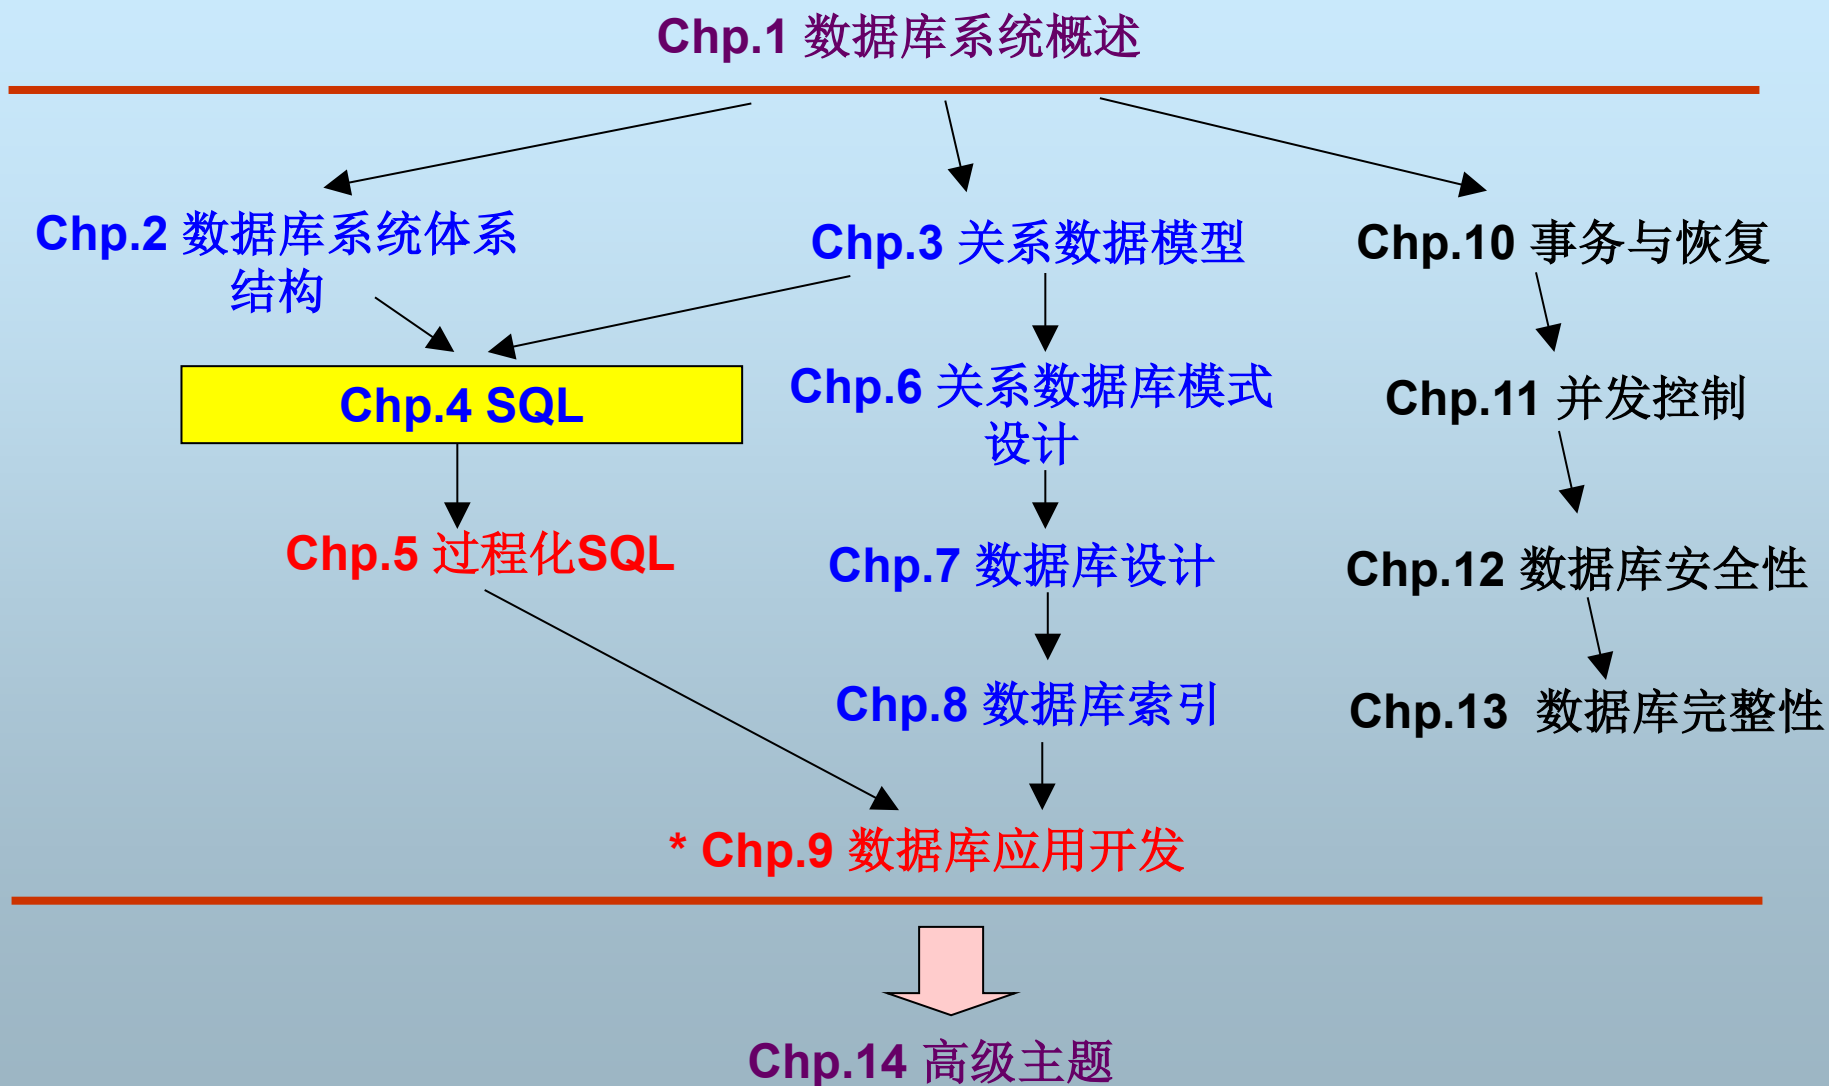 Chp.1 数据库系统概述
Chp.2 数据库系统体系
结构
Chp.3 关系数据模型
Chp.10 事务与恢复
Chp.4 SQL
Chp.6 关系数据库模式
设计
Chp.11 并发控制
Chp.5 过程化SQL
Chp.7 数据库设计
Chp.12 数据库安全性
Chp.8 数据库索引
Chp.13 数据库完整性
* Chp.9 数据库应用开发
Chp.14 高级主题